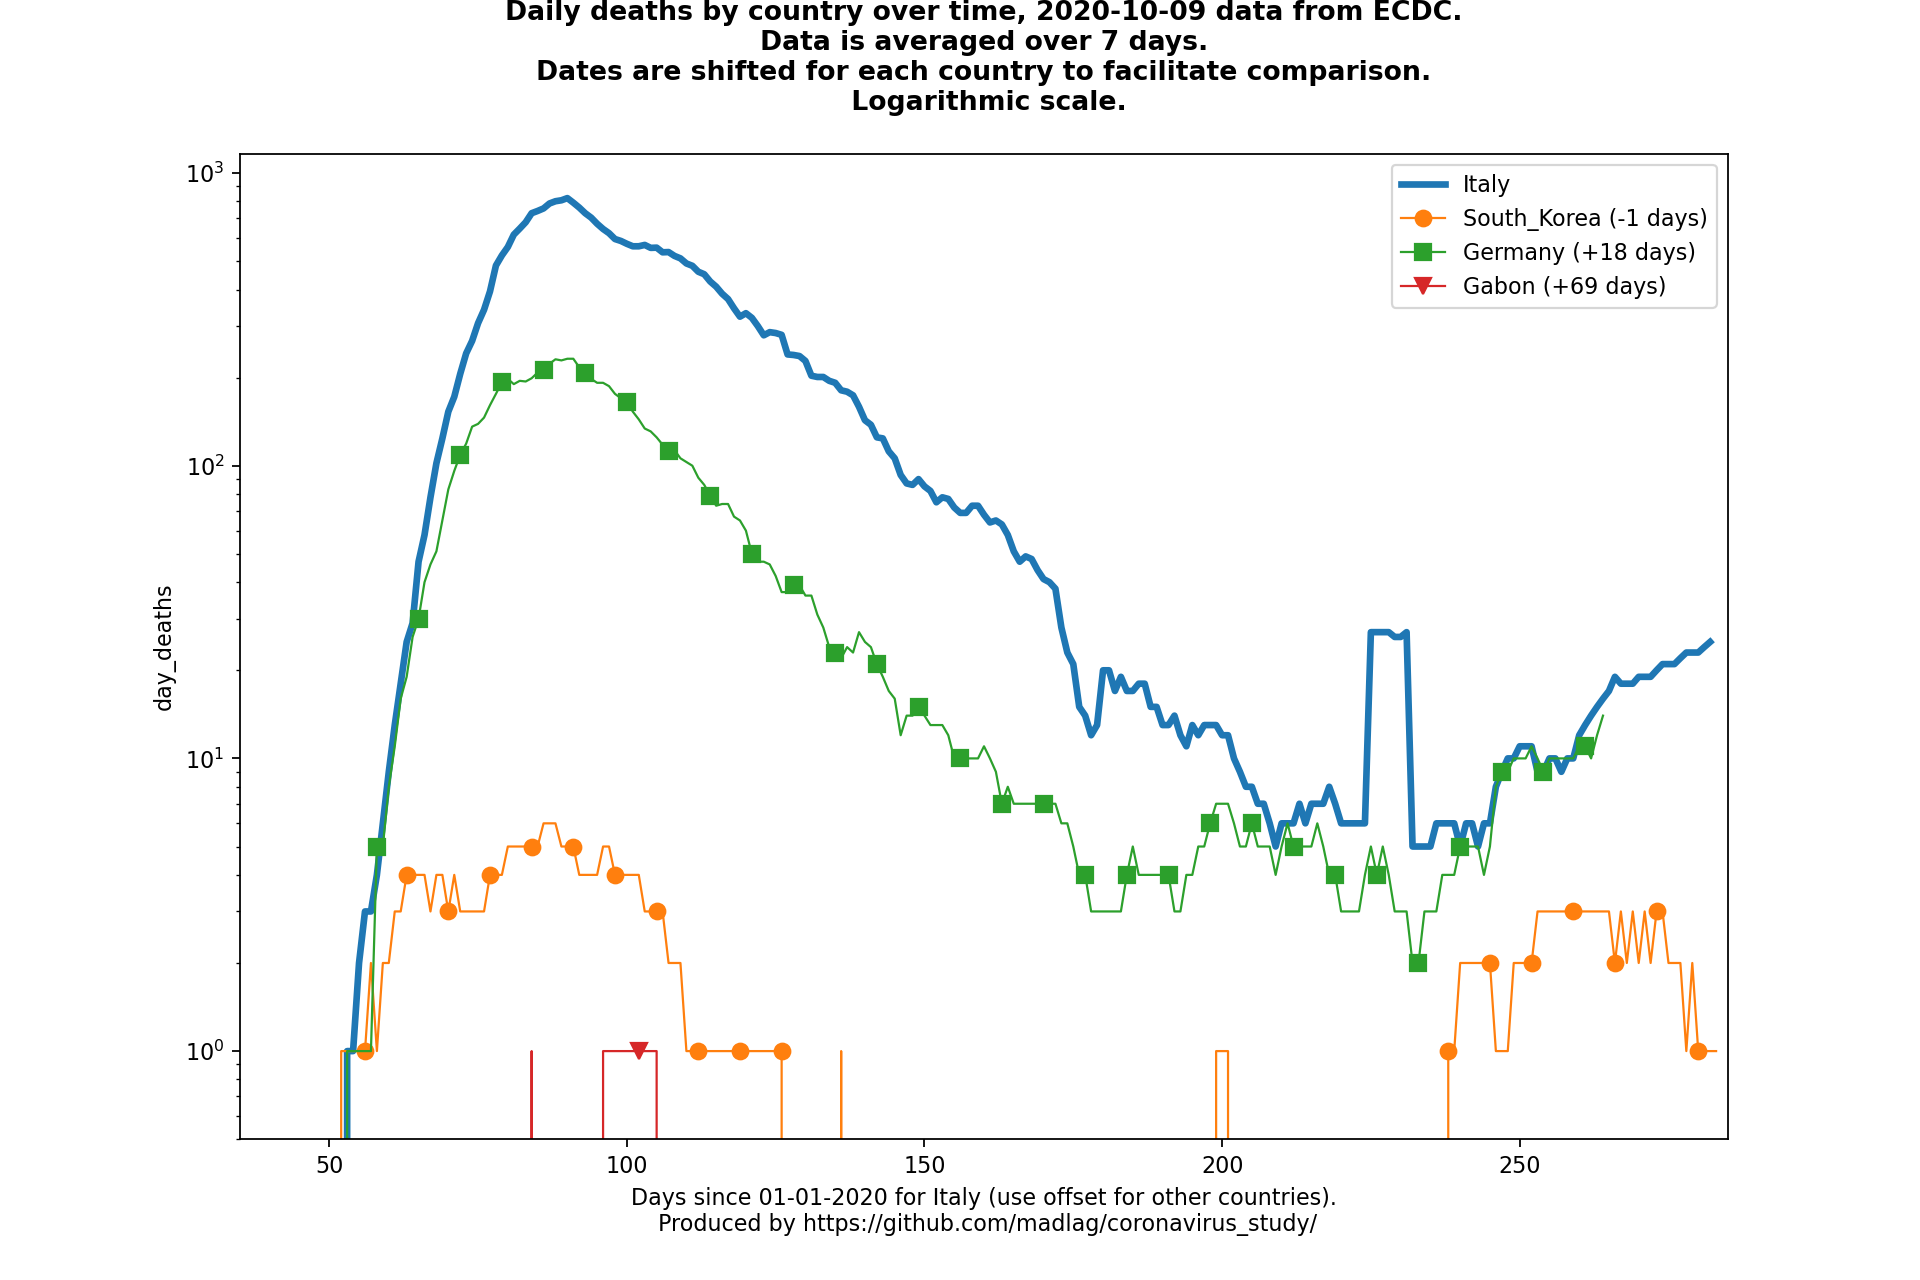 Daily deaths by country over time, 2020-10-09 data from ECDC.
Data is averaged over 7 days.
Dates are shifted for each country to facilitate comparison.
Logarithmic scale.
10³
10²
10¹
10⁰
day_deaths
Italy
South_Korea (-1 days)
Germany (+18 days)
Gabon (+69 days)
50 100 150 200 250
Days since 01-01-2020 for Italy (use offset for other countries).
Produced by https://github.com/madlag/coronavirus_study/